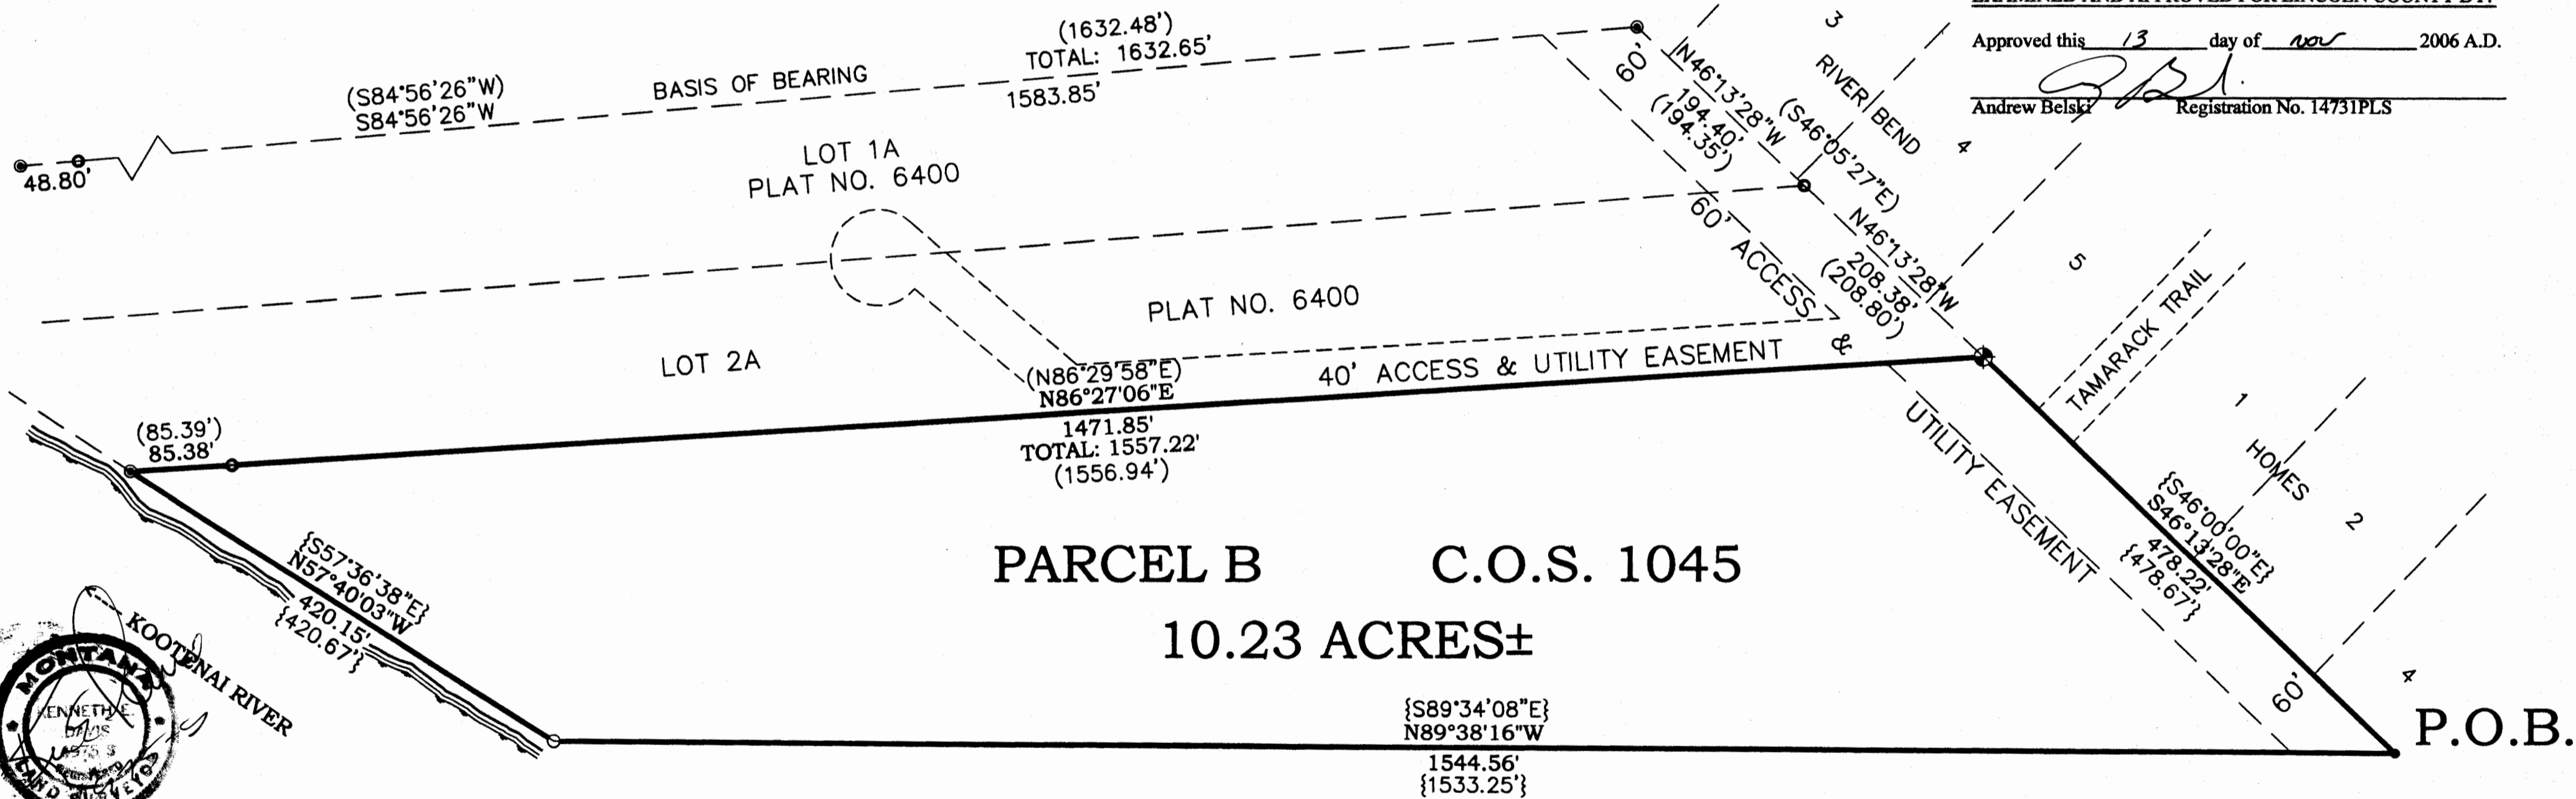 Approved this 13 day of nov 2006 A.D.
Andrew Belski Registration No. 14731PLS
(1632.48')
TOTAL: 1632.65'
BASIS OF BEARING
1583.85'
(S84°56'26"W)
S84°56'26"W
48.80'
LOT 1A
PLAT NO. 6400
60'
N46°13'28"W
194.40'
(194.35')
(S46°05'27"E)
3
RIVER BEND
4
5
N46°13'28"W
208.38'
(208.80')
60' ACCESS &
UTILITY EASEMENT
60'
TAMARACK TRAIL
1
HOMES
2
4
PLAT NO. 6400
LOT 2A
40' ACCESS & UTILITY EASEMENT
(N86°29'58"E)
N86°27'06"E
1471.85'
TOTAL: 1557.22'
(1556.94')
(85.39')
85.38'
{S57°36'38"E}
N57°40'03"W
420.15'
{420.67'}
KOOTENAI RIVER
PARCEL B C.O.S. 1045
10.23 ACRES±
{S46°00'00"E}
S46°13'28"E
478.22'
{478.67'}
{S89°34'08"E}
N89°38'16"W
1544.56'
{1533.25'}
P.O.B.
MONTANA
KENNETH E.
DAVIS
LAND SURVEYOR